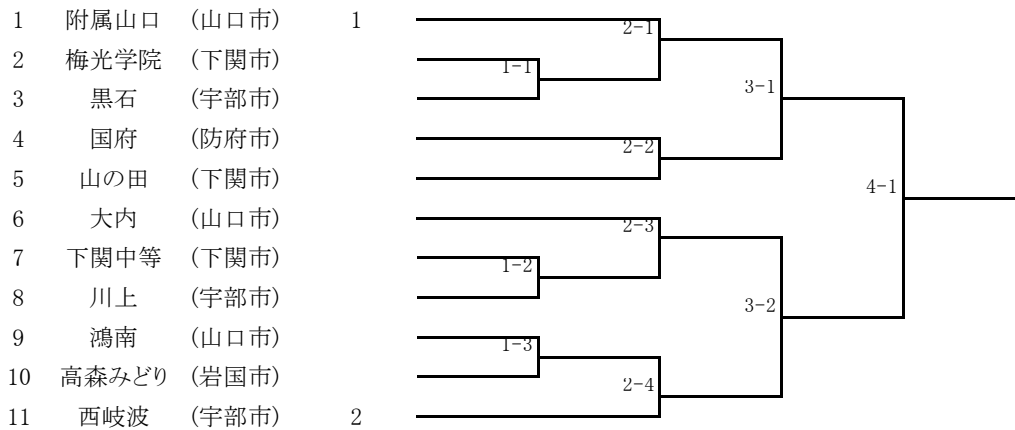 1 附属山口 (山口市) 1
2-1
2 梅光学院 (下関市)
1-1
3 黒石 (宇部市)
3-1
4 国府 (防府市)
2-2
5 山の田 (下関市)
4-1
6 大内 (山口市)
2-3
7 下関中等 (下関市)
1-2
8 川上 (宇部市)
3-2
9 鴻南 (山口市)
1-3
10 高森みどり (岩国市)
2-4
11 西岐波 (宇部市) 2